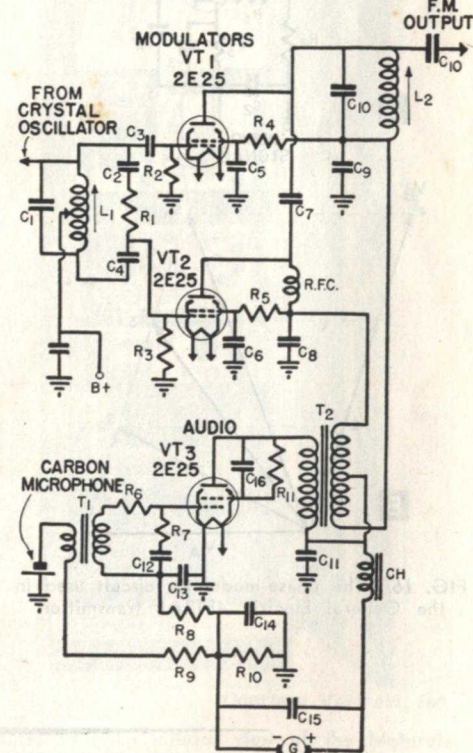 F.M.
OUTPUT
C10
MODULATORS
VT1
2E25
FROM
CRYSTAL
OSCILLATOR
C3
R4
C10
L2
C2
R2
C5
C9
C1
L1
R1
C7
C4
VT2
2E25
R.F.C.
R5
R3
C6
C8
B+
T2
AUDIO
VT3
2E25
CARBON
MICROPHONE
T1
R6
C16
R11
R7
C12
C13
C11
CH
R8
C14
R9
R10
C15
- G +